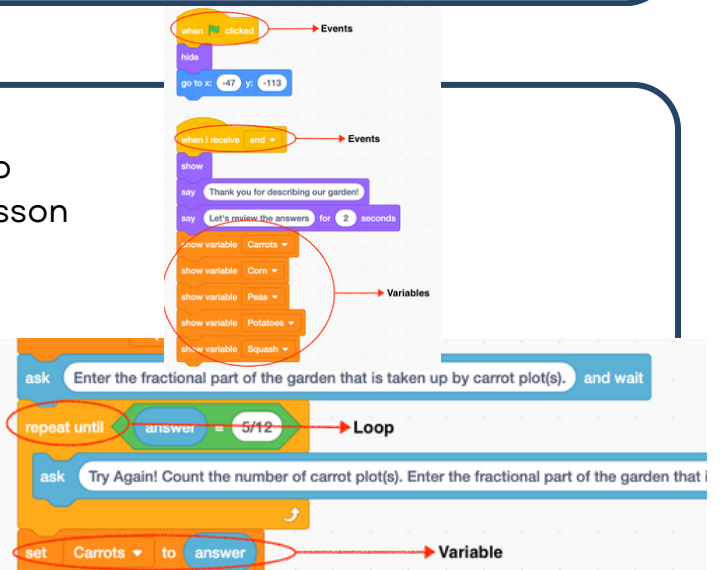 when clicked
Events
hide
go to x: -47 y: -113
when I receive end
Events
show
say Thank you for describing our garden!
say Let's review the answers for 2 seconds
show variable Carrots
show variable Corn
show variable Peas
Variables
show variable Potatoes
show variable Squash
sson
ask Enter the fractional part of the garden that is taken up by carrot plot(s). and wait
repeat until answer = 5/12
Loop
ask Try Again! Count the number of carrot plot(s). Enter the fractional part of the garden that
set Carrots to answer
Variable